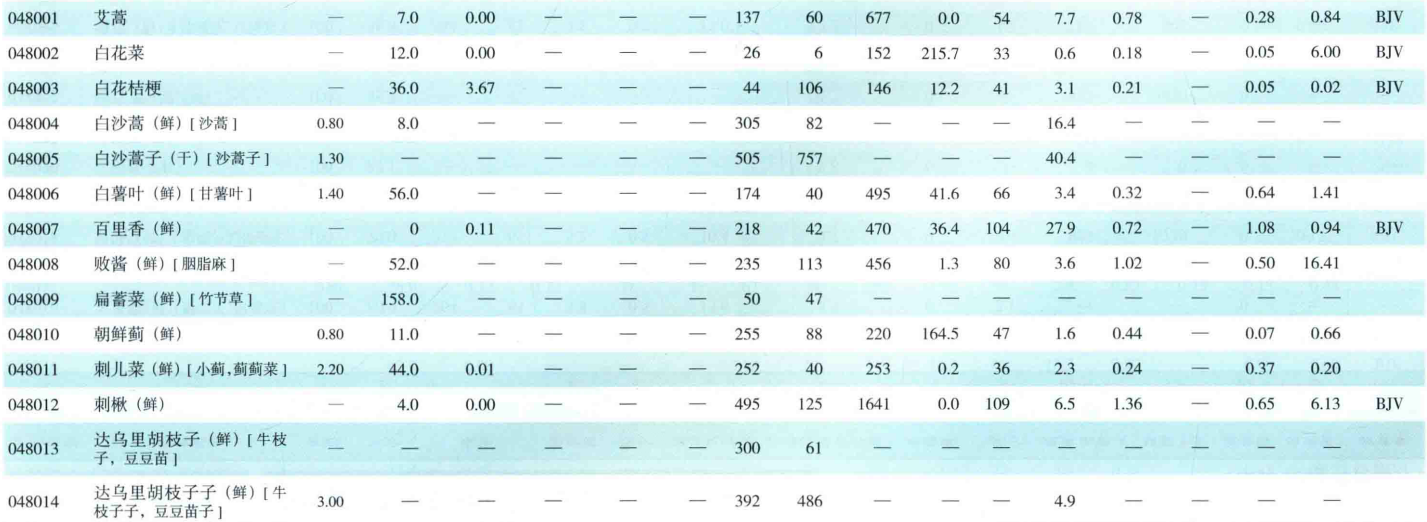 048001 艾蒿 7.0 0.00 137 60 677 0.0 54 7.7 0.78 — 0.28 0.84 BJV
048002 白花菜 — 12.0 0.00 — — — 26 6 152 215.7 33 0.6 0.18 — 0.05 6.00 BJV
048003 白花桔梗 36.0 3.67 — — — 44 106 146 12.2 41 3.1 0.21 — 0.05 0.02 BJV
048004 白沙蒿（鲜）[沙蒿] 0.80 8.0 — — — — 305 82 — — — 16.4 — — — —
048005 白沙蒿子（干）[沙蒿子] 1.30 — — — — — 505 757 — — — 40.4 — — — —
048006 白薯叶（鲜）[甘薯叶] 1.40 56.0 — — — — 174 40 495 41.6 66 3.4 0.32 — 0.64 1.41
048007 百里香（鲜） 0 0.11 — — — 218 42 470 36.4 104 27.9 0.72 — 1.08 0.94 BJV
048008 败酱（鲜）[胭脂麻] — 52.0 — — — — 235 113 456 1.3 80 3.6 1.02 — 0.50 16.41
048009 扁蓄菜（鲜）[竹节草] 158.0 — — — — 50 47 — — — — — — — —
048010 朝鲜蓟（鲜） 0.80 11.0 — — — — 255 88 220 164.5 47 1.6 0.44 — 0.07 0.66
048011 刺儿菜（鲜）[小蓟,蓟蓟菜] 2.20 44.0 0.01 — — — 252 40 253 0.2 36 2.3 0.24 — 0.37 0.20
048012 刺楸（鲜） — 4.0 0.00 — — — 495 125 1641 0.0 109 6.5 1.36 — 0.65 6.13 BJV
048013 达乌里胡枝子（鲜）[牛枝 — — — — — — 300 61 — — — — — — — —
子，豆豆苗]
048014 达乌里胡枝子子（鲜）[牛 3.00 — — — — — 392 486 — — — 4.9 — — — —
枝子子，豆豆苗子]